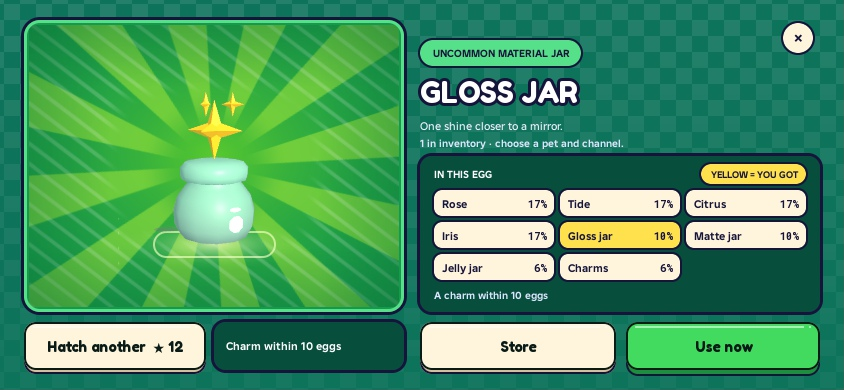 UNCOMMON MATERIAL JAR
×
GLOSS JAR
One shine closer to a mirror.
1 in inventory · choose a pet and channel.
IN THIS EGG
YELLOW = YOU GOT
Rose 17%
Tide 17%
Citrus 17%
Iris 17%
Gloss jar 10%
Matte jar 10%
Jelly jar 6%
Charms 6%
A charm within 10 eggs
Hatch another ★ 12
Charm within 10 eggs
Store
Use now